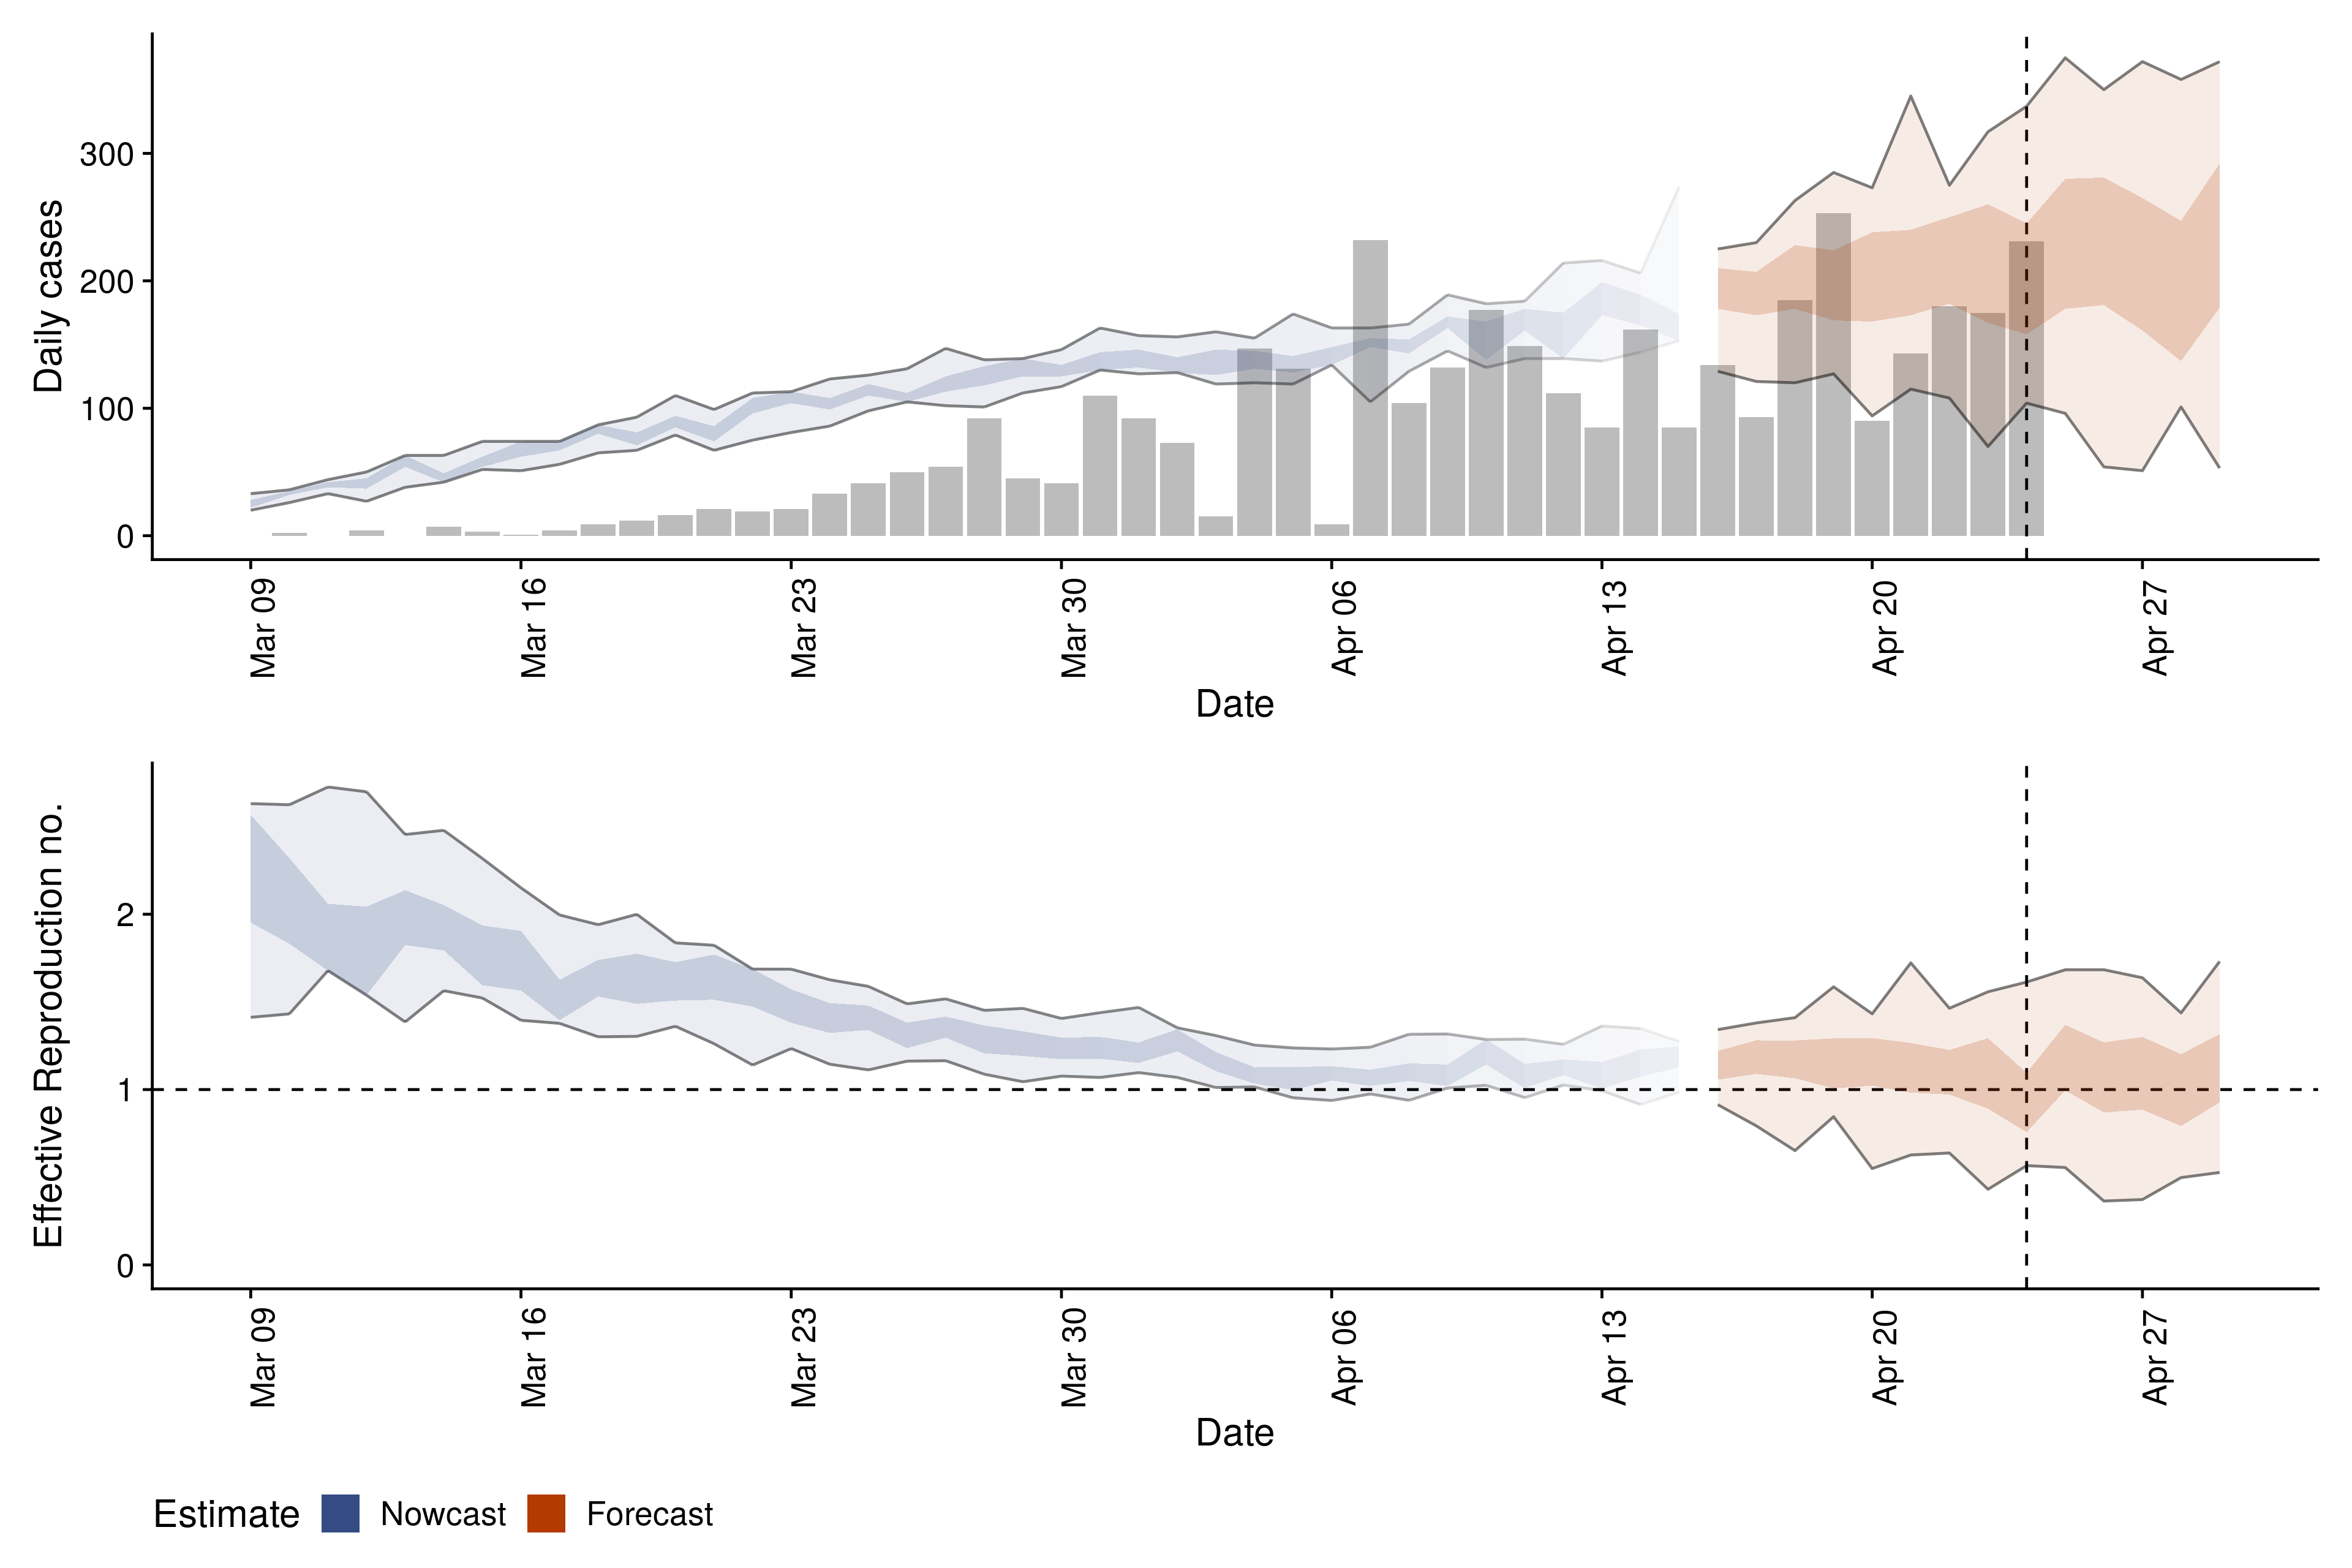 Daily cases
300
200
100
0
Mar 09
Mar 16
Mar 23
Mar 30
Apr 06
Apr 13
Apr 20
Apr 27
Date
Effective Reproduction no.
2
1
0
Mar 09
Mar 16
Mar 23
Mar 30
Apr 06
Apr 13
Apr 20
Apr 27
Date
Estimate Nowcast Forecast